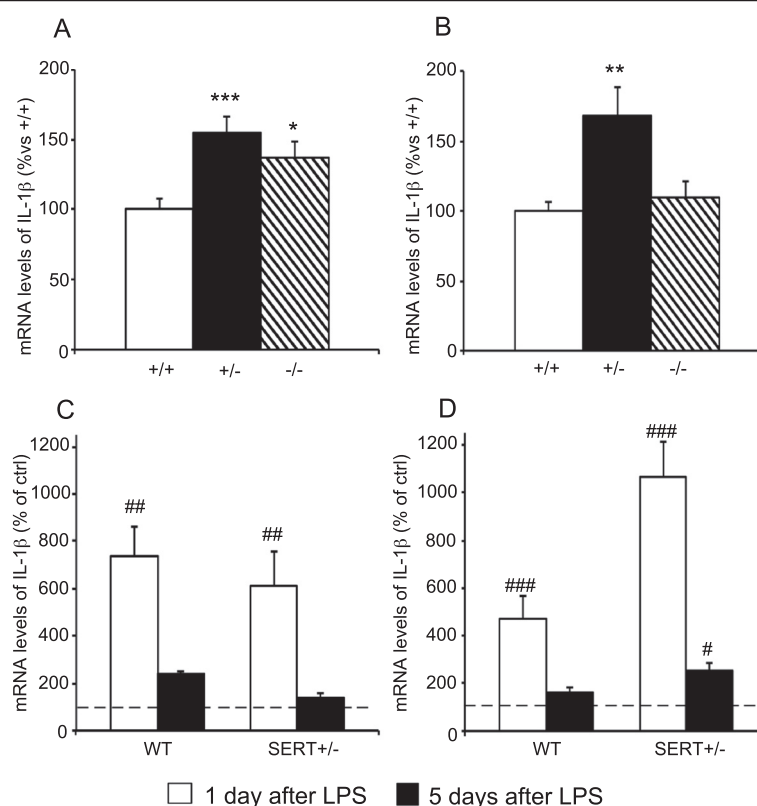 A
mRNA levels of IL-1β (%vs +/+)
200
150
100
50
0
***
*
+/+ +/- -/-
B
mRNA levels of IL-1β (%vs +/+)
200
150
100
50
0
**
+/+ +/- -/-
C
mRNA levels of IL-1β (% of ctrl)
1200
1000
800
600
400
200
0
##
##
WT SERT+/-
D
mRNA levels of IL-1β (% of ctrl)
1200
1000
800
600
400
200
0
###
###
#
WT SERT+/-
1 day after LPS 5 days after LPS